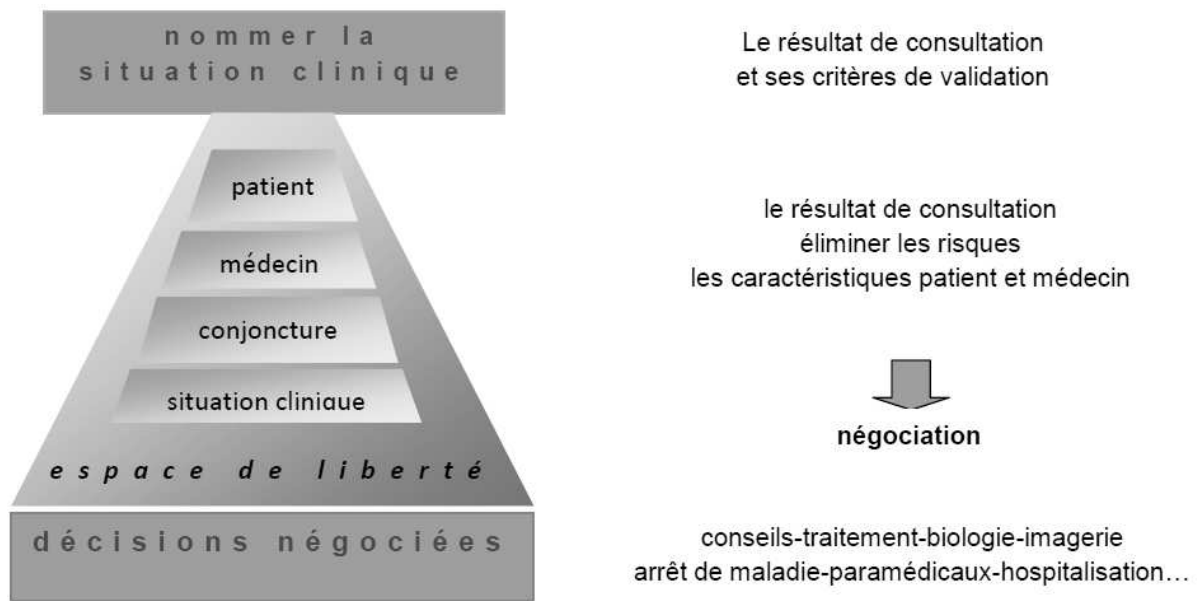 nommer la
situation clinique
Le résultat de consultation
et ses critères de validation
patient
médecin
conjoncture
situation clinique
espace de liberté
le résultat de consultation
éliminer les risques
les caractéristiques patient et médecin
négociation
décisions négociées
conseils-traitement-biologie-imagerie
arrêt de maladie-paramédicaux-hospitalisation…